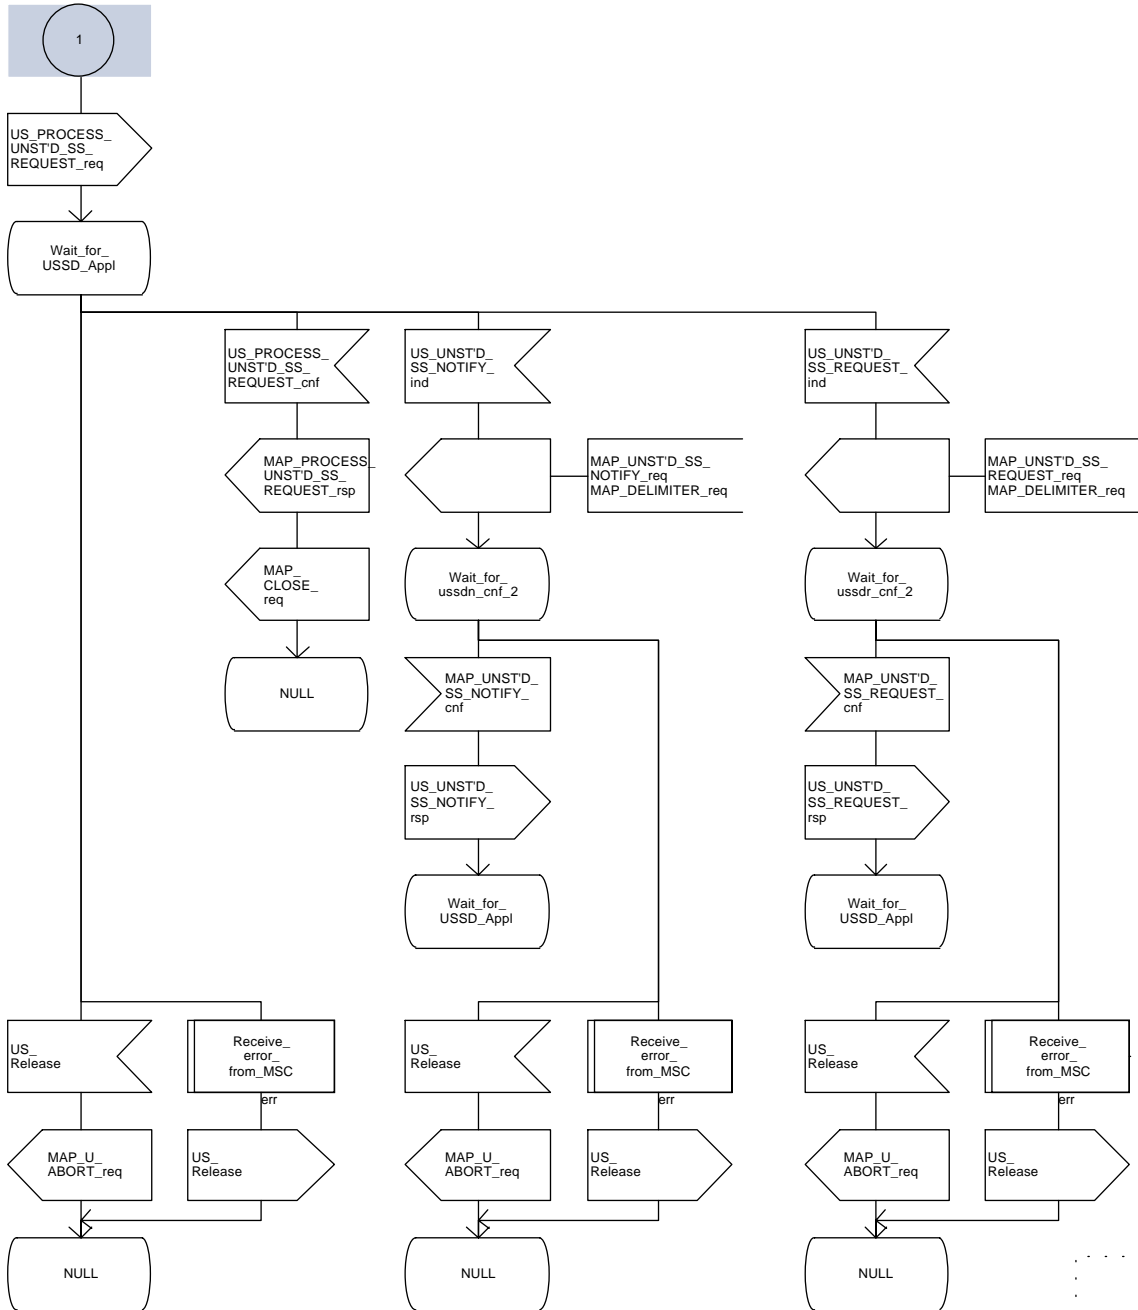 1
US_PROCESS_
UNST'D_SS_
REQUEST_req
Wait_for_
USSD_Appl
US_PROCESS_
UNST'D_SS_
REQUEST_cnf
US_UNST'D_
SS_NOTIFY_
ind
US_UNST'D_
SS_REQUEST_
ind
MAP_PROCESS_
UNST'D_SS_
REQUEST_rsp
MAP_UNST'D_SS_
NOTIFY_req
MAP_DELIMITER_req
MAP_UNST'D_SS_
REQUEST_req
MAP_DELIMITER_req
MAP_
CLOSE_
req
Wait_for_
ussdn_cnf_2
Wait_for_
ussdr_cnf_2
NULL
MAP_UNST'D_
SS_NOTIFY_
cnf
MAP_UNST'D_
SS_REQUEST_
cnf
US_UNST'D_
SS_NOTIFY_
rsp
US_UNST'D_
SS_REQUEST_
rsp
Wait_for_
USSD_Appl
Wait_for_
USSD_Appl
US_
Release
Receive_
error_
from_MSC
err
US_
Release
Receive_
error_
from_MSC
err
US_
Release
Receive_
error_
from_MSC
err
MAP_U_
ABORT_req
US_
Release
MAP_U_
ABORT_req
US_
Release
MAP_U_
ABORT_req
US_
Release
NULL
NULL
NULL